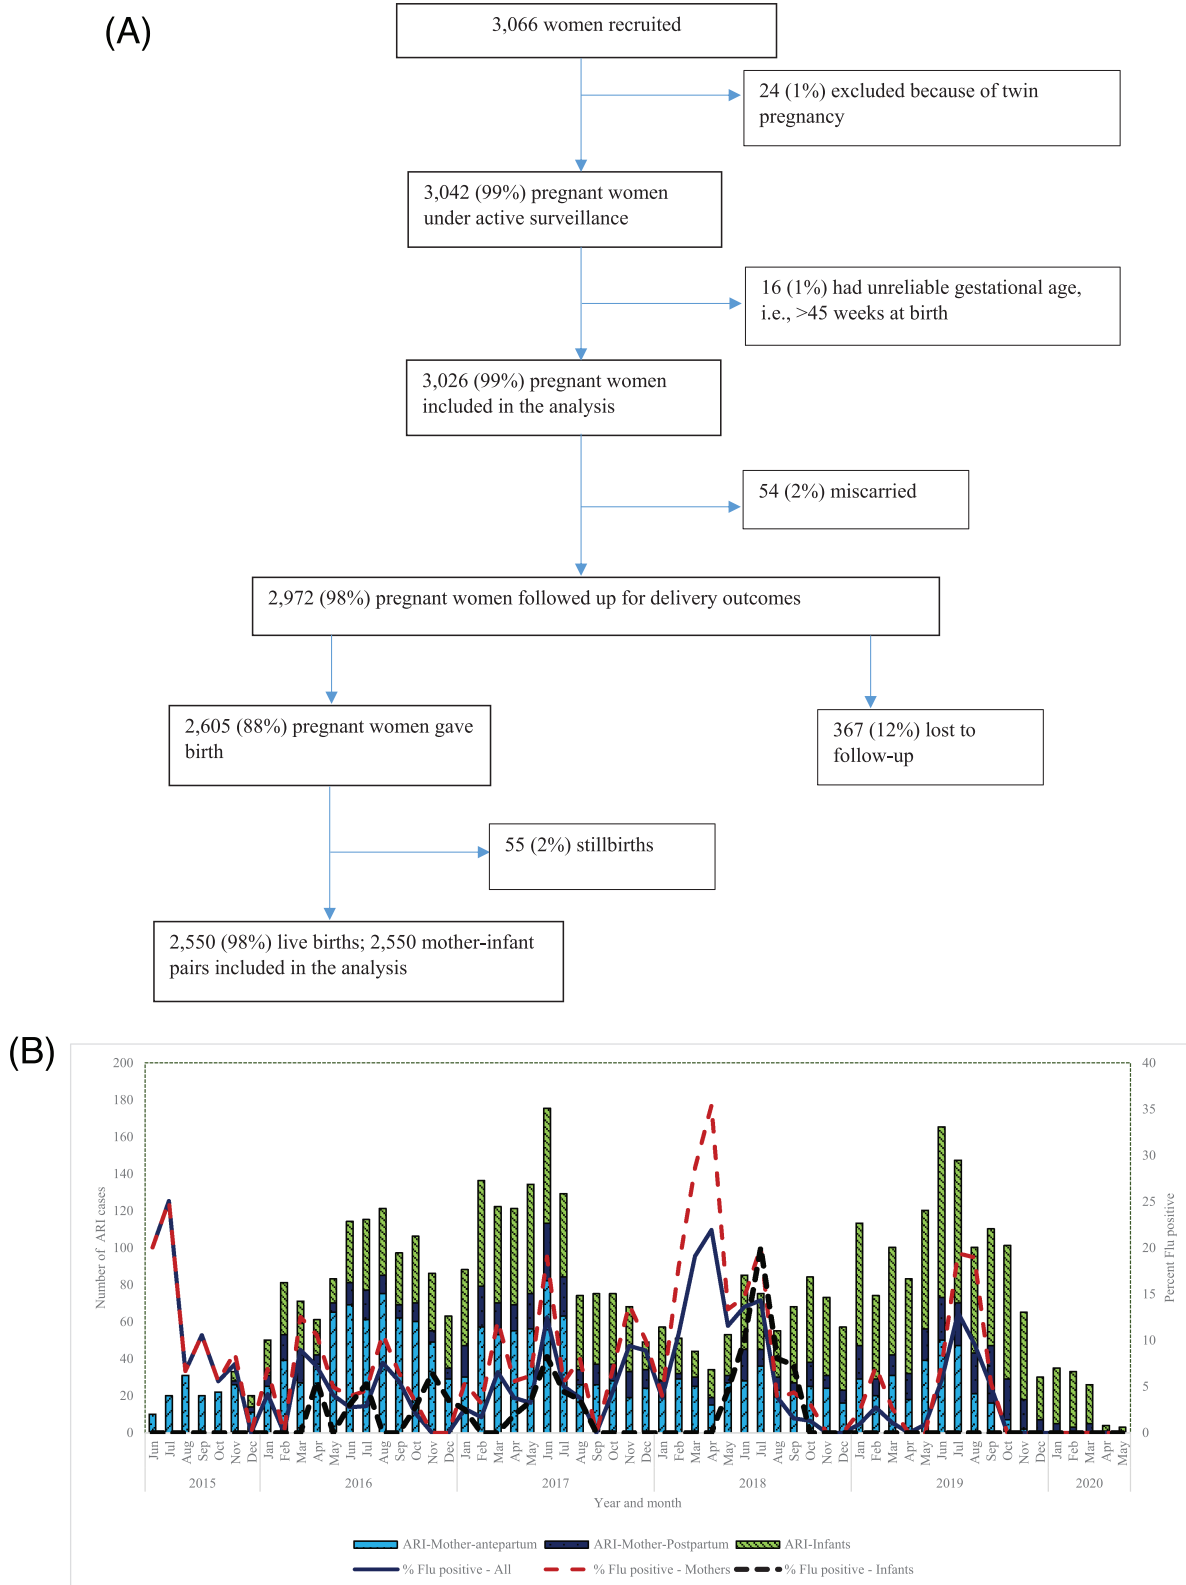 (A)
3,066 women recruited
24 (1%) excluded because of twin
pregnancy
3,042 (99%) pregnant women
under active surveillance
16 (1%) had unreliable gestational age,
i.e., >45 weeks at birth
3,026 (99%) pregnant women
included in the analysis
54 (2%) miscarried
2,972 (98%) pregnant women followed up for delivery outcomes
2,605 (88%) pregnant women gave
birth
367 (12%) lost to
follow-up
55 (2%) stillbirths
2,550 (98%) live births; 2,550 mother-infant
pairs included in the analysis
(B)
Number of ARI cases
200
180
160
140
120
100
80
60
40
20
0
40
35
30
25
20
15
10
5
0
Percent Flu positive
Jun Jul Aug Sep Oct Nov Dec Jan Feb Mar Apr May Jun Jul Aug Sep Oct Nov Dec Jan Feb Mar Apr May Jun Jul Aug Sep Oct Nov Dec Jan Feb Mar Apr May Jun Jul Aug Sep Oct Nov Dec Jan Feb Mar Apr May Jun Jul Aug Sep Oct Nov Dec Jan Feb Mar Apr May
2015 2016 2017 2018 2019 2020
Year and month
ARI-Mother-antepartum ARI-Mother-Postpartum ARI-Infants
% Flu positive - All % Flu positive - Mothers % Flu positive - Infants